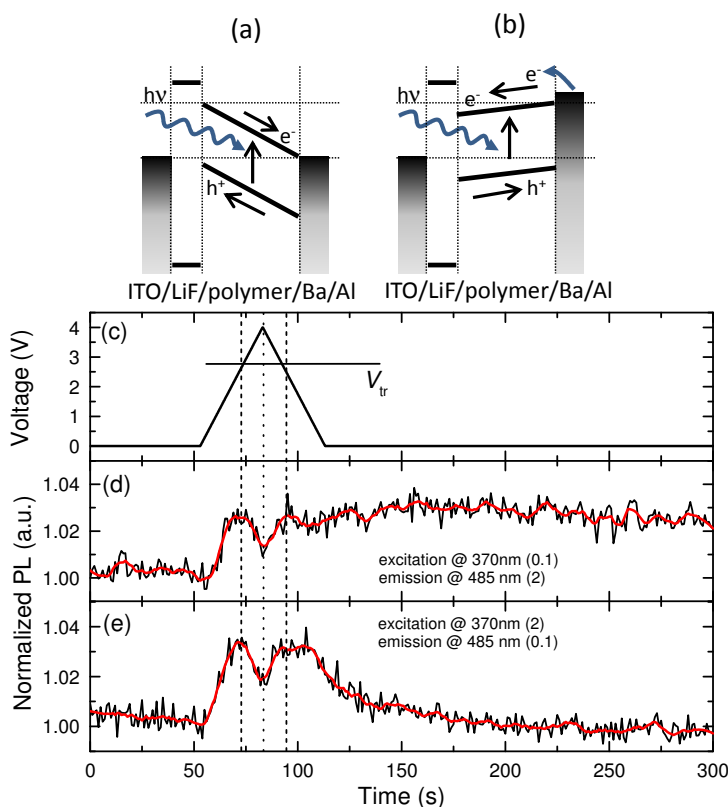 (a)
(b)
hν
e⁻
h⁺
hν
e⁻
e⁻
h⁺
ITO/LiF/polymer/Ba/Al
ITO/LiF/polymer/Ba/Al
(c)
Voltage (V)
4
3
2
1
0
Vtr
(d)
Normalized PL (a.u.)
1.04
1.02
1.00
excitation @ 370nm (0.1)
emission @ 485 nm (2)
(e)
1.04
1.02
1.00
excitation @ 370nm (2)
emission @ 485 nm (0.1)
0 50 100 150 200 250 300
Time (s)